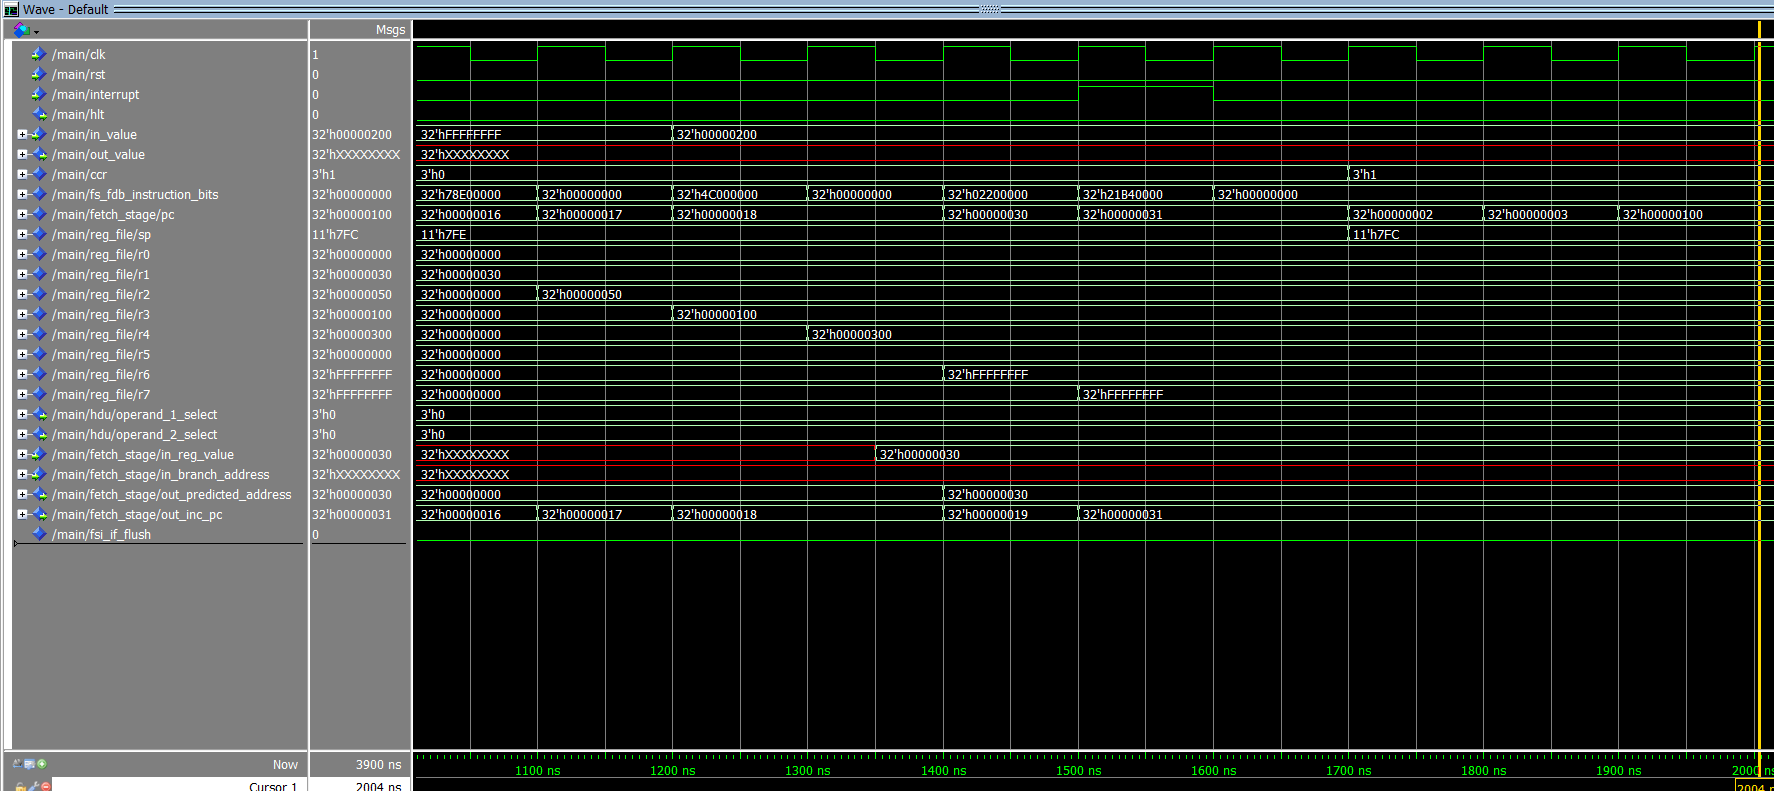 Wave - Default
Msgs
/main/clk 1
/main/rst 0
/main/interrupt 0
/main/hlt 0
/main/in_value 32'h00000200 32'hFFFFFFFF 32'h00000200
/main/out_value 32'hXXXXXXXX 32'hXXXXXXXX
/main/ccr 3'h1 3'h0 3'h1
/main/fs_fdb_instruction_bits 32'h00000000 32'h78E00000 32'h00000000 32'h4C000000 32'h00000000 32'h02200000 32'h21B40000 32'h00000000
/main/fetch_stage/pc 32'h00000100 32'h00000016 32'h00000017 32'h00000018 32'h00000030 32'h00000031 32'h00000002 32'h00000003 32'h00000100
/main/reg_file/sp 11'h7FC 11'h7FE 11'h7FC
/main/reg_file/r0 32'h00000000 32'h00000000
/main/reg_file/r1 32'h00000030 32'h00000030
/main/reg_file/r2 32'h00000050 32'h00000000 32'h00000050
/main/reg_file/r3 32'h00000100 32'h00000000 32'h00000100
/main/reg_file/r4 32'h00000300 32'h00000000 32'h00000300
/main/reg_file/r5 32'h00000000 32'h00000000
/main/reg_file/r6 32'hFFFFFFFF 32'h00000000 32'hFFFFFFFF
/main/reg_file/r7 32'hFFFFFFFF 32'h00000000 32'hFFFFFFFF
/main/hdu/operand_1_select 3'h0 3'h0
/main/hdu/operand_2_select 3'h0 3'h0
/main/fetch_stage/in_reg_value 32'h00000030 32'hXXXXXXXX 32'h00000030
/main/fetch_stage/in_branch_address 32'hXXXXXXXX 32'hXXXXXXXX
/main/fetch_stage/out_predicted_address 32'h00000030 32'h00000000 32'h00000030
/main/fetch_stage/out_inc_pc 32'h00000031 32'h00000016 32'h00000017 32'h00000018 32'h00000019 32'h00000031
/main/fsi_if_flush 0
Now 3900 ns 1100 ns 1200 ns 1300 ns 1400 ns 1500 ns 1600 ns 1700 ns 1800 ns 1900 ns 2000 ns
Cursor 1 2004 ns 2004